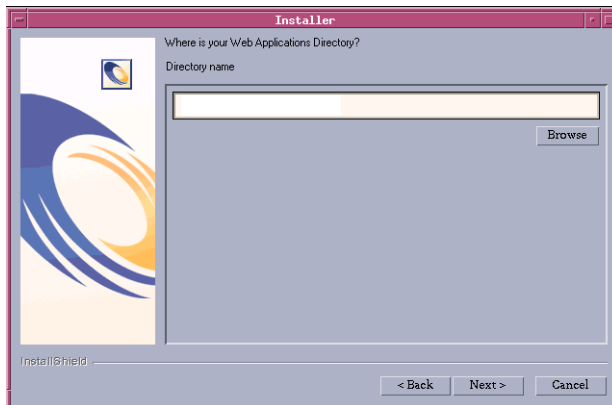 Installer
Where is your Web Applications Directory?
Directory name
Browse
InstallShield
< Back
Next >
Cancel